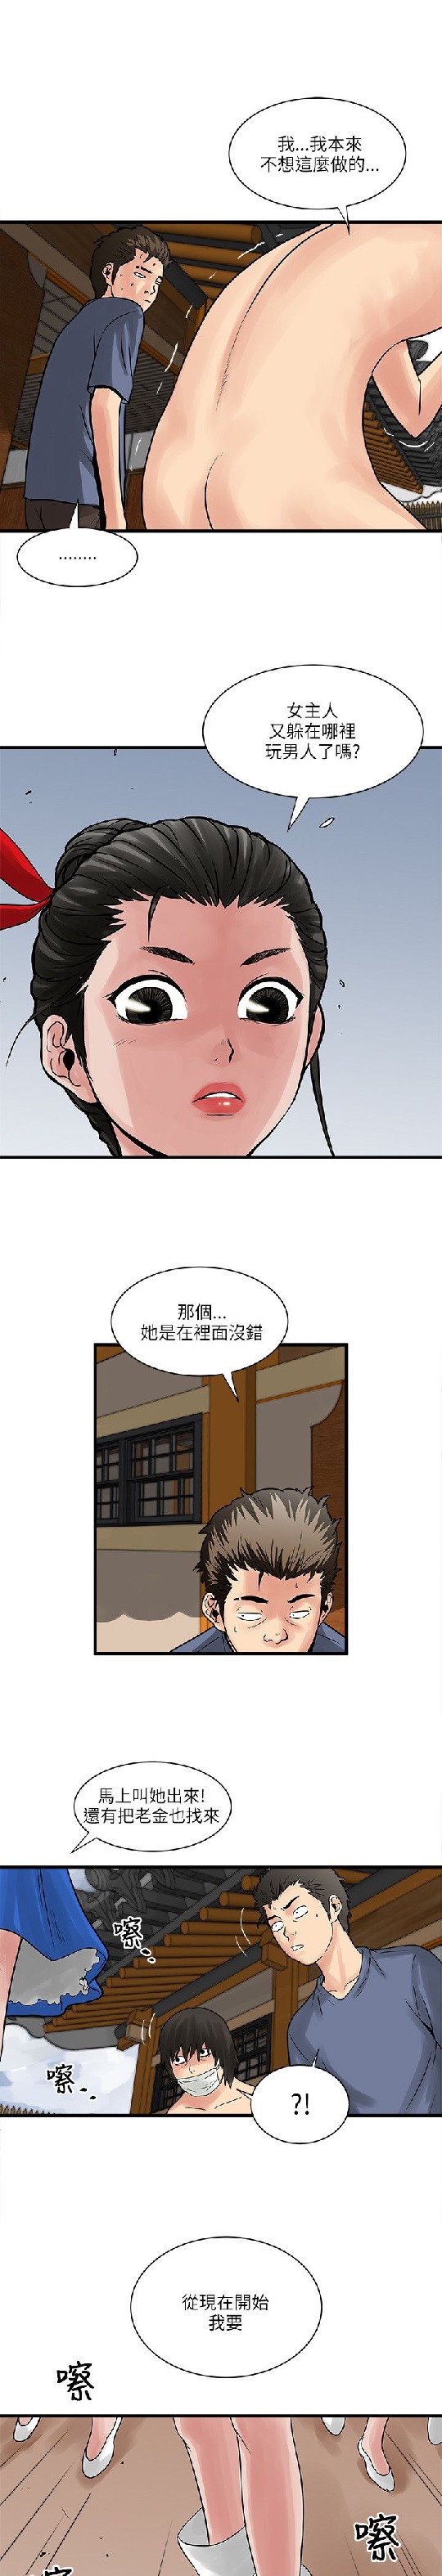 我...我本來
不想這麼做的...
........
女主人
又躲在哪裡
玩男人了嗎?
那個...
她是在裡面沒錯
馬上叫她出來!
還有把老金也找來
嚓
嚓
?!
從現在開始
我要
嚓
嚓